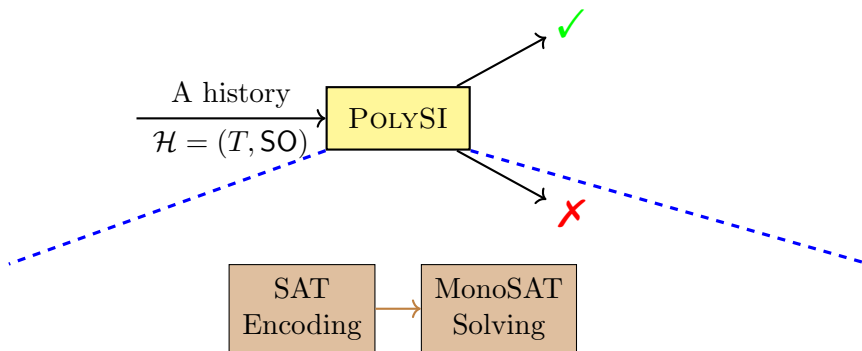 A history
ℋ = (T, SO)
POLYSI
✓
✗
SAT
Encoding
MonoSAT
Solving